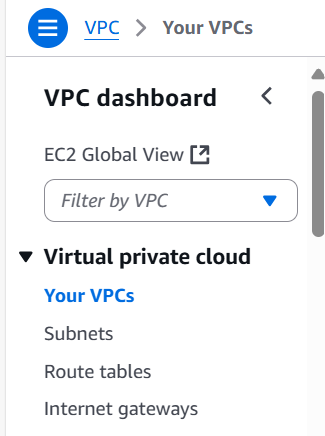 VPC > Your VPCs
VPC dashboard
EC2 Global View
Filter by VPC
Virtual private cloud
Your VPCs
Subnets
Route tables
Internet gateways